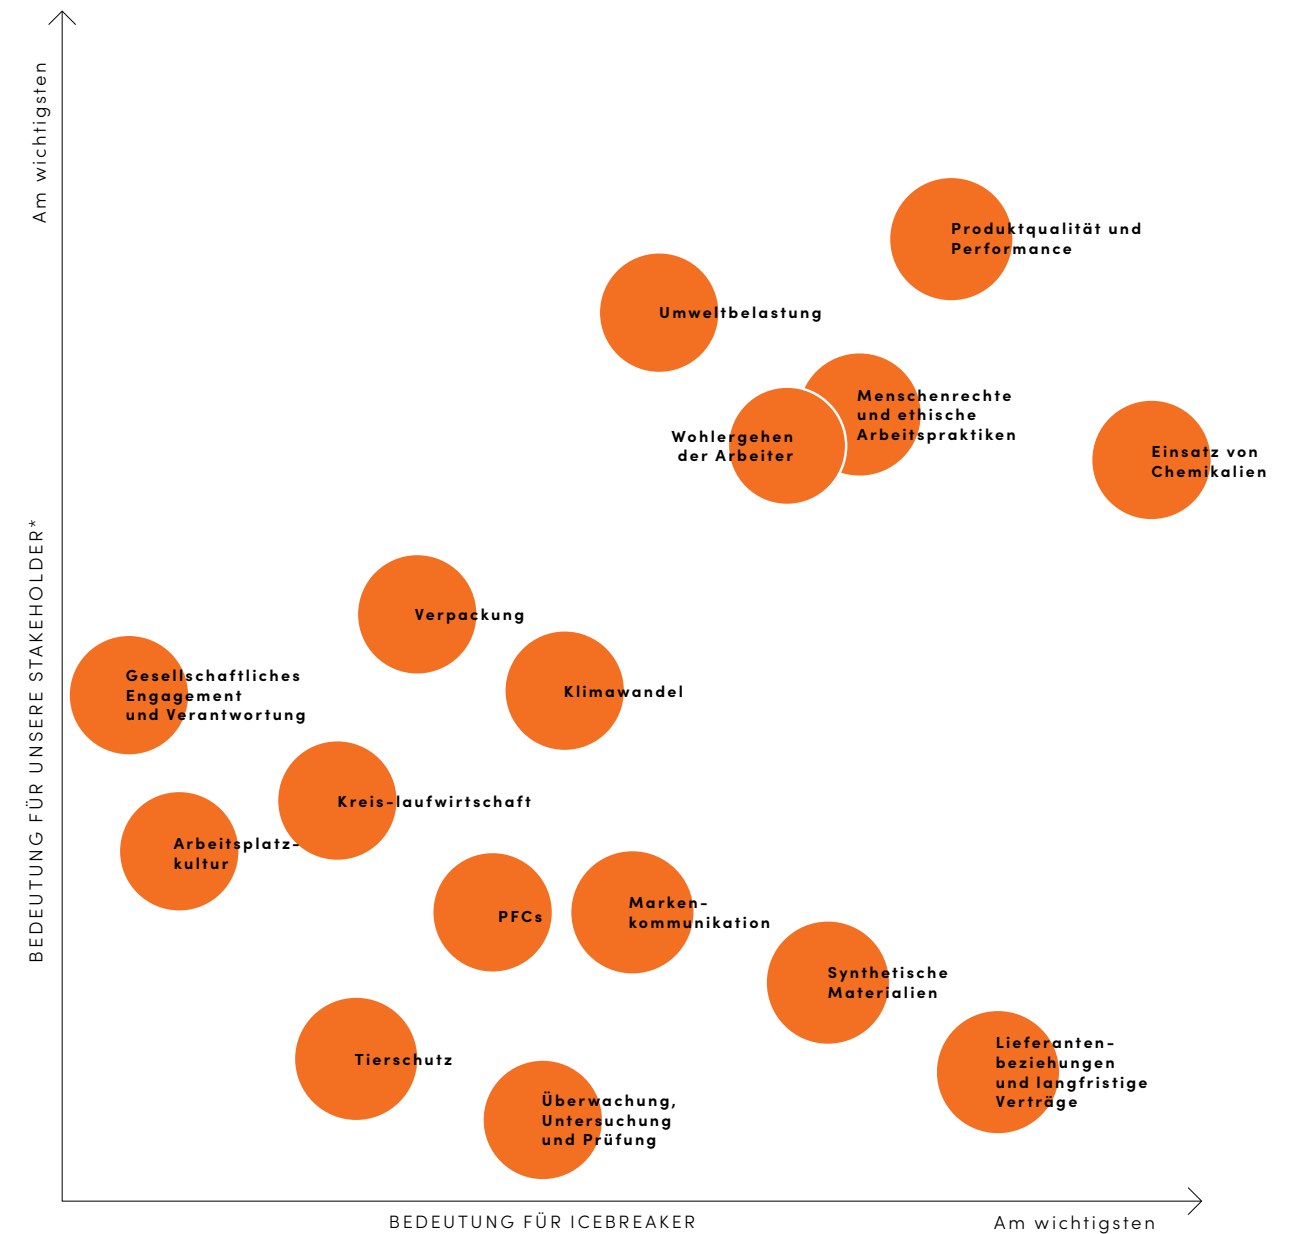 Am wichtigsten
Produktqualität und
Performance
Umweltbelastung
Menschenrechte
und ethische
Arbeitspraktiken
Wohlergehen
der Arbeiter
Einsatz von
Chemikalien
BEDEUTUNG FÜR UNSERE STAKEHOLDER*
Verpackung
Gesellschaftliches
Engagement
und Verantwortung
Klimawandel
Kreis-laufwirtschaft
Arbeitsplatz-
kultur
PFCs
Marken-
kommunikation
Synthetische
Materialien
Tierschutz
Lieferanten-
beziehungen
und langfristige
Verträge
Überwachung,
Untersuchung
und Prüfung
BEDEUTUNG FÜR ICEBREAKER
Am wichtigsten